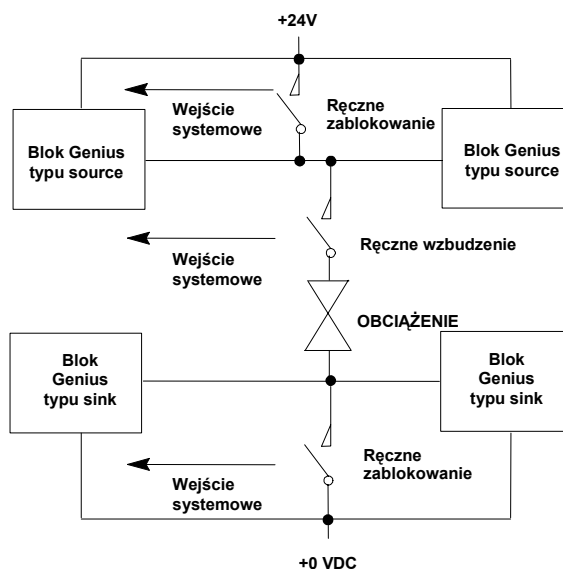 +24V
Wejście
systemowe
Ręczne
zablokowanie
Blok Genius
typu source
Blok Genius
typu source
Wejście
systemowe
Ręczne wzbudzenie
OBCIĄŻENIE
Blok
Genius
typu sink
Blok
Genius
typu sink
Wejście
systemowe
Ręczne
zablokowanie
+0 VDC